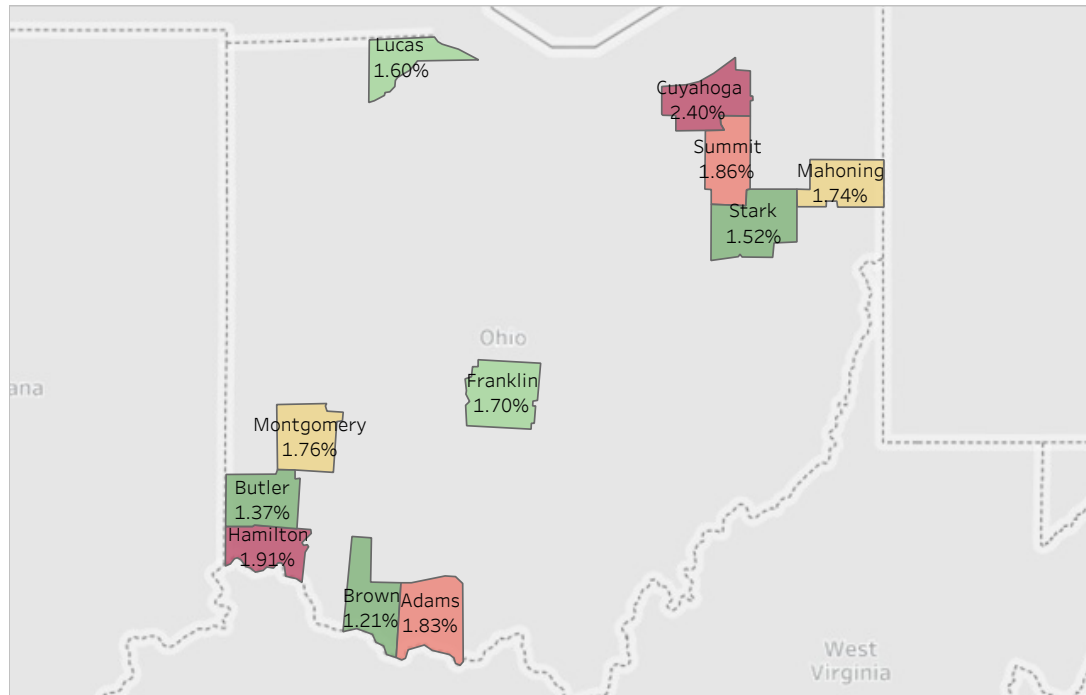 Lucas
1.60%
Cuyahoga
2.40%
Summit
1.86%
Mahoning
1.74%
Stark
1.52%
Ohio
Franklin
1.70%
ana
Montgomery
1.76%
Butler
1.37%
Hamilton
1.91%
Brown
1.21%
Adams
1.83%
West
Virginia